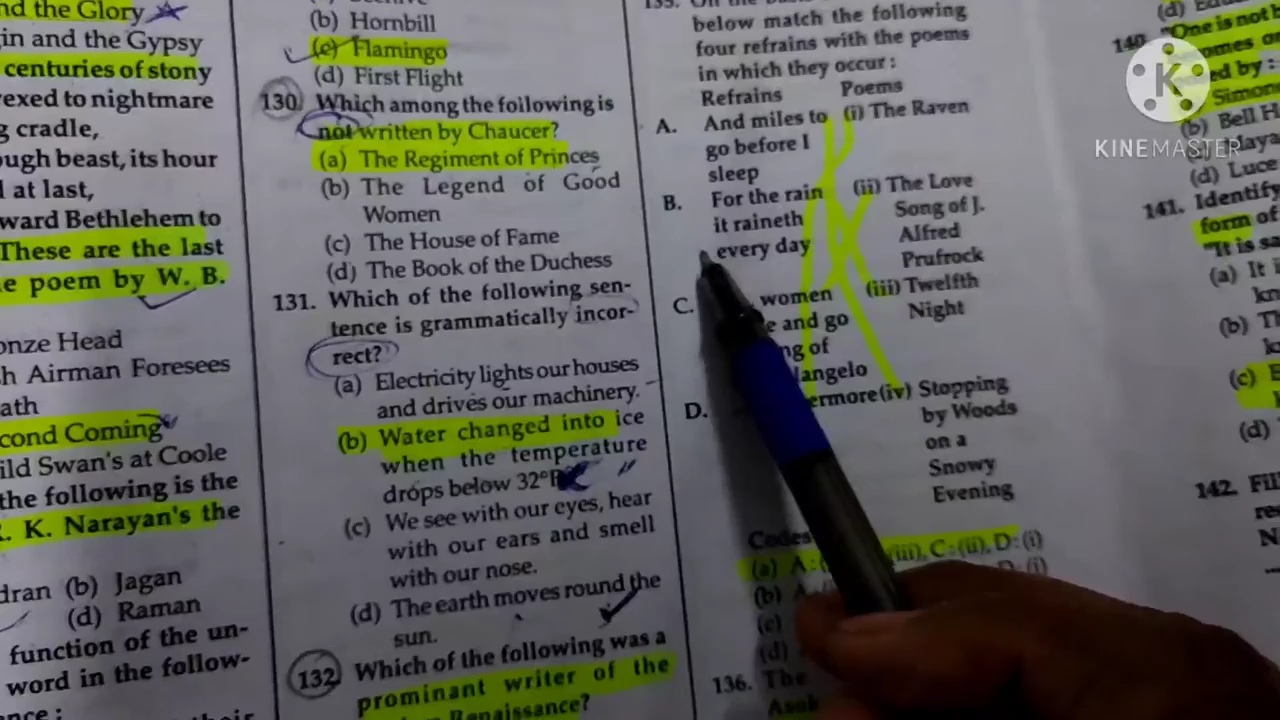 nd the Glory
in and the Gypsy
centuries of stony
exed to nightmare
g cradle,
ough beast, its hour
at last,
ward Bethlehem to
These are the last
e poem by W. B.
onze Head
h Airman Foresees
ath
cond Coming
ild Swan's at Coole
the following is the
. K. Narayan's the
dran (b) Jagan
(d) Raman
function of the un-
word in the follow-
(b) Hornbill
(c) Flamingo
(d) First Flight
130. Which among the following is
not written by Chaucer?
(a) The Regiment of Princes
(b) The Legend of Good
Women
(c) The House of Fame
(d) The Book of the Duchess
131. Which of the following sen-
tence is grammatically incor-
rect?
(a) Electricity lights our houses
and drives our machinery.
(b) Water changed into ice
when the temperature
drops below 32°F
(c) We see with our eyes, hear
with our ears and smell
with our nose.
(d) The earth moves round the
sun.
132. Which of the following was a
prominent writer of the
Renaissance?
below match the following
four refrains with the poems
in which they occur :
Refrains Poems
A. And miles to (i) The Raven
go before I
sleep
B. For the rain (ii) The Love
it raineth Song of J.
every day Alfred
Prufrock
C. women (iii) Twelfth
e and go Night
ng of
langelo
D. ermore (iv) Stopping
by Woods
on a
Snowy
Evening
Codes
(a) A : (iii), C : (ii), D : (i)
(b) A D : (i)
(c)
(d)
136. The
140. "One is not b
omes
ed by :
Simon
(b) Bell H
(d) Luce
141. Identify
form of
"It is sa
(a) It i
kn
(b) Th
k
(c) E
(d)
142. Fil
res
N
K
KINEMASTER